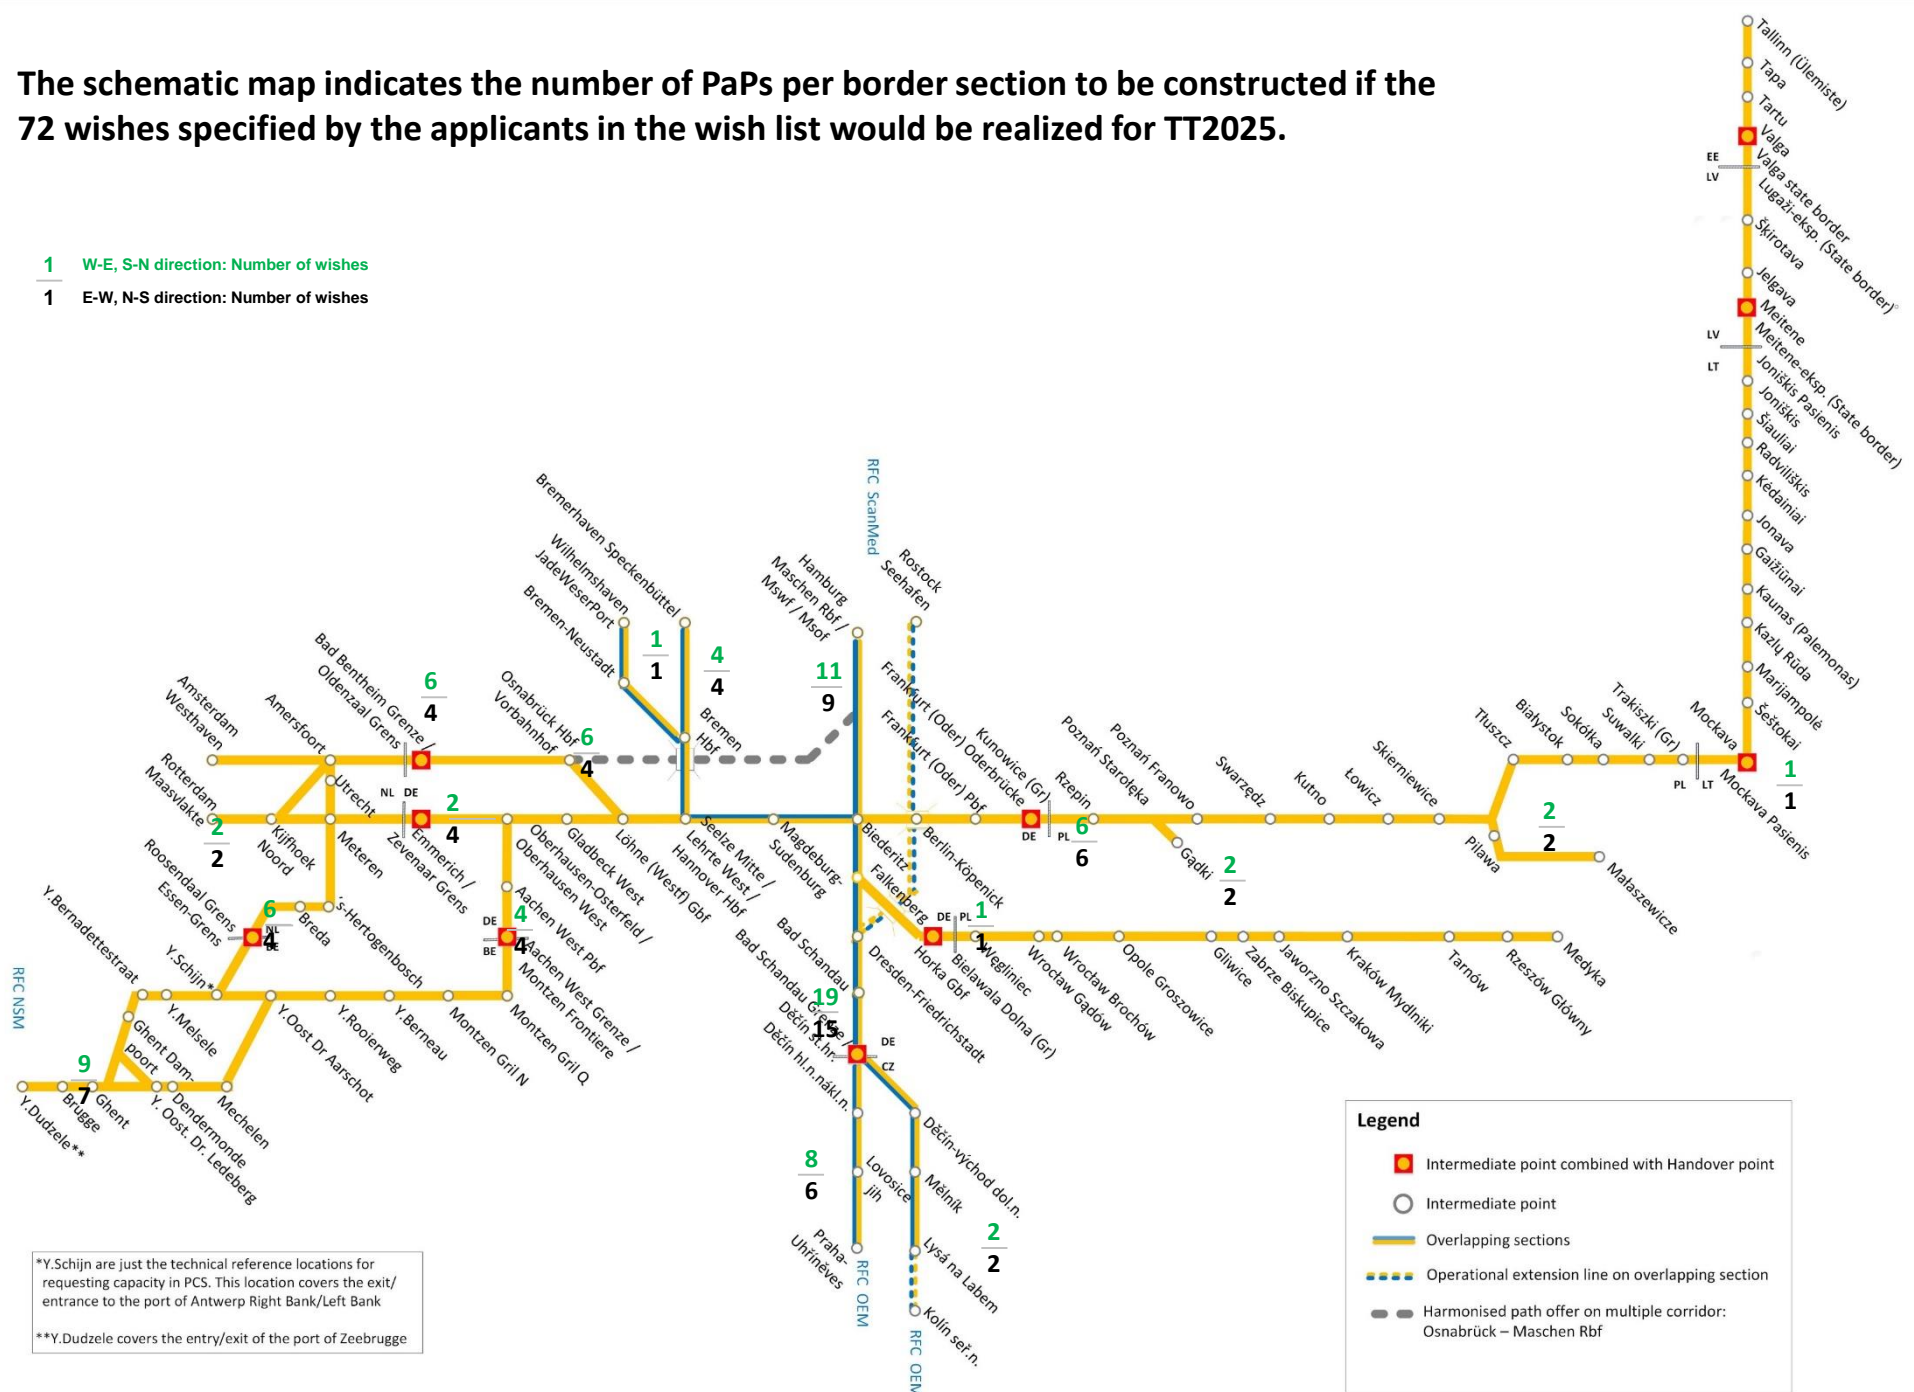 The schematic map indicates the number of PaPs per border section to be constructed if the
72 wishes specified by the applicants in the wish list would be realized for TT2025.
1
W-E, S-N direction: Number of wishes
1
E-W, N-S direction: Number of wishes
Tallinn (Ülemiste)
Tapa
Tartu
Valga
EE
LV
Valga state border
Lugaži-eksp. (State border)
Šķirotava
Jelgava
Meitene
LV
LT
Meitene-eksp. (State border)
Joniškis Pasienis
Joniškis
Šiauliai
Radviliškis
Kėdainiai
Jonava
Gaižiūnai
Kaunas (Palemonas)
Kazlų Rūda
Marijampolė
Šeštokai
Mockava
Mockava Pasienis
PL
LT
1
1
Trakiszki (Gr)
Suwałki
Sokółka
Białystok
Tłuszcz
2
2
Pilawa
Małaszewicze
Skierniewice
Łowicz
Kutno
Swarzędz
Poznań Franowo
Poznań Starołęka
Gądki
2
2
Rzepin
Kunowice (Gr)
Frankfurt (Oder) Oderbrücke
Frankfurt (Oder) Pbf
DE
PL
6
6
Berlin-Köpenick
Rostock
Seehafen
RFC ScanMed
Hamburg
Maschen Rbf /
Mswf / Msof
11
9
Bremerhaven Speckenbüttel
Wilhelmshaven
JadeWeserPort
Bremen-Neustadt
1
1
4
4
Bremen
Hbf
Osnabrück Hbf
Vorbahnhof
6
4
Bad Bentheim Grenze /
Oldenzaal Grens
6
4
NL
DE
Amersfoort
Amsterdam
Westhaven
Rotterdam
Maasvlakte
2
2
Utrecht
Kijfhoek
Noord
Meteren
Emmerich /
Zevenaar Grens
2
4
Oberhausen-Osterfeld /
Oberhausen West
Gladbeck West
Löhne (Westf) Gbf
Seelze Mitte /
Lehrte West /
Hannover Hbf
Magdeburg-
Sudenburg
Biederitz
Falkenberg
Roosendaal Grens
Essen-Grens
6
4
NL
BE
Breda
's-Hertogenbosch
Aachen West Pbf
DE
BE
4
4
Aachen West Grenze /
Montzen Frontiere
Montzen Gril Q
Montzen Gril N
Y.Berneau
Y.Rooierweg
Y.Oost Dr Aarschot
Y.Schijn*
Y.Melsele
Y.Bernadettestraat
RFC NSM
Ghent Dam-
poort
9
7
Y.Dudzele**
Brugge
Ghent
Y. Oost. Dr. Ledeberg
Dendermonde
Mechelen
DE
PL
1
1
Horka Gbf
Bielawa Dolna (Gr)
Węgliniec
Wrocław Gądów
Wrocław Brochów
Opole Groszowice
Gliwice
Zabrze Biskupice
Jaworzno Szczakowa
Kraków Mydlniki
Tarnów
Rzeszów Główny
Medyka
Dresden-Friedrichstadt
Bad Schandau
Bad Schandau Grenze /
Děčín st.hr.
19
15
DE
CZ
Děčín hl.n.nákl.n.
Děčín-východ dol.n.
8
6
Lovosice
jih
Mělník
Praha-
Uhříněves
Lysá na Labem
2
2
Kolín seř.n.
RFC OEM
RFC OEM
*Y.Schijn are just the technical reference locations for
requesting capacity in PCS. This location covers the exit/
entrance to the port of Antwerp Right Bank/Left Bank
**Y.Dudzele covers the entry/exit of the port of Zeebrugge
Legend
Intermediate point combined with Handover point
Intermediate point
Overlapping sections
Operational extension line on overlapping section
Harmonised path offer on multiple corridor:
Osnabrück – Maschen Rbf